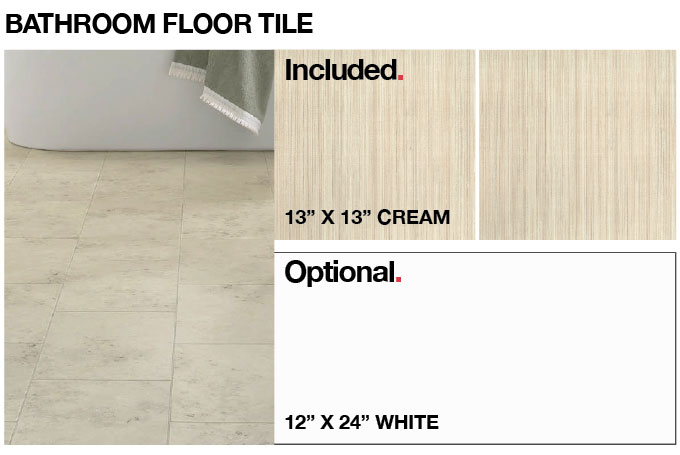 BATHROOM FLOOR TILE
Included.
13” X 13” CREAM
Optional.
12” X 24” WHITE